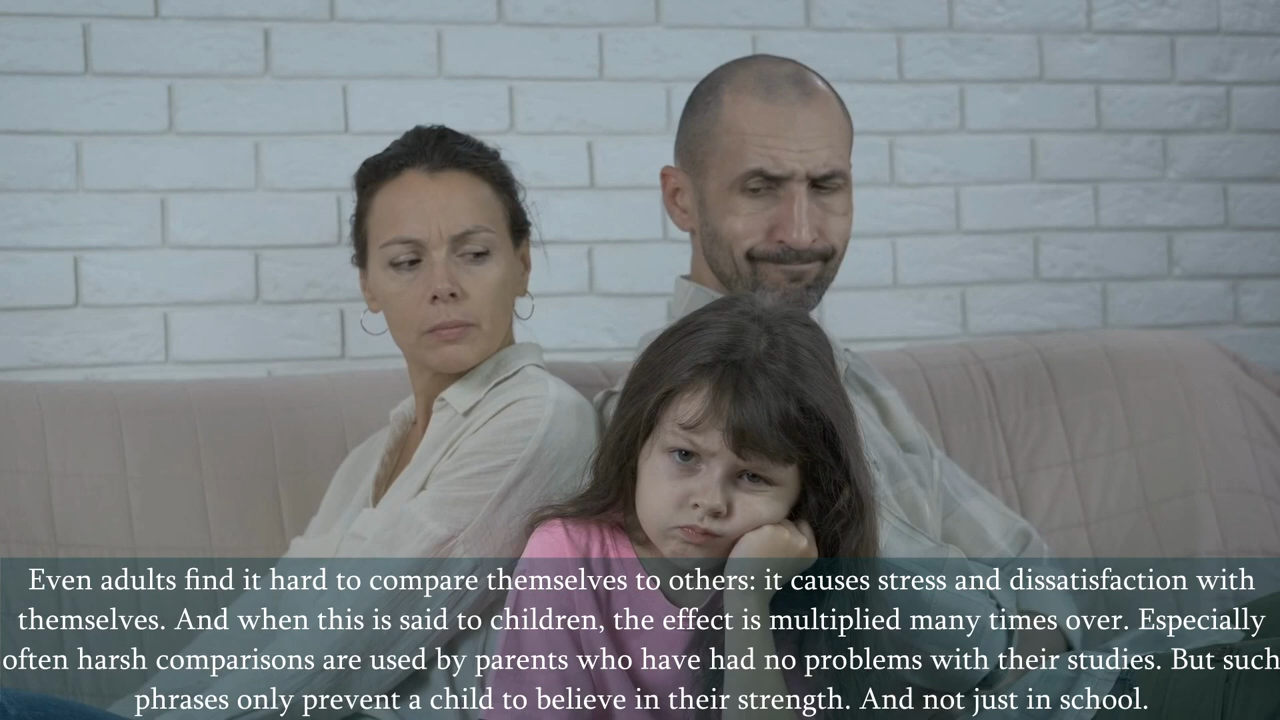 Even adults find it hard to compare themselves to others: it causes stress and dissatisfaction with
themselves. And when this is said to children, the effect is multiplied many times over. Especially
often harsh comparisons are used by parents who have had no problems with their studies. But such
phrases only prevent a child to believe in their strength. And not just in school.